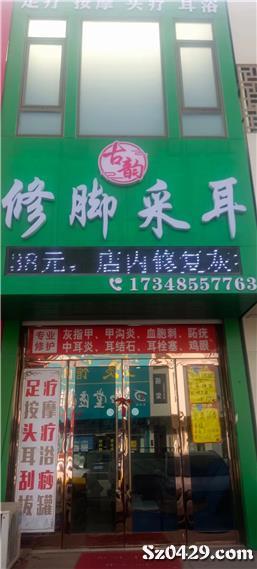 足疗 按摩 头疗 耳浴
古韵
修脚采耳
38元，店内修复灰
17348557763
专业
修护
灰指甲、甲沟炎、血胞刺、跖疣
中耳炎、耳结石、耳栓塞、鸡眼
足疗
按摩
头疗
耳浴
刮痧
拔罐
Sz0429.com